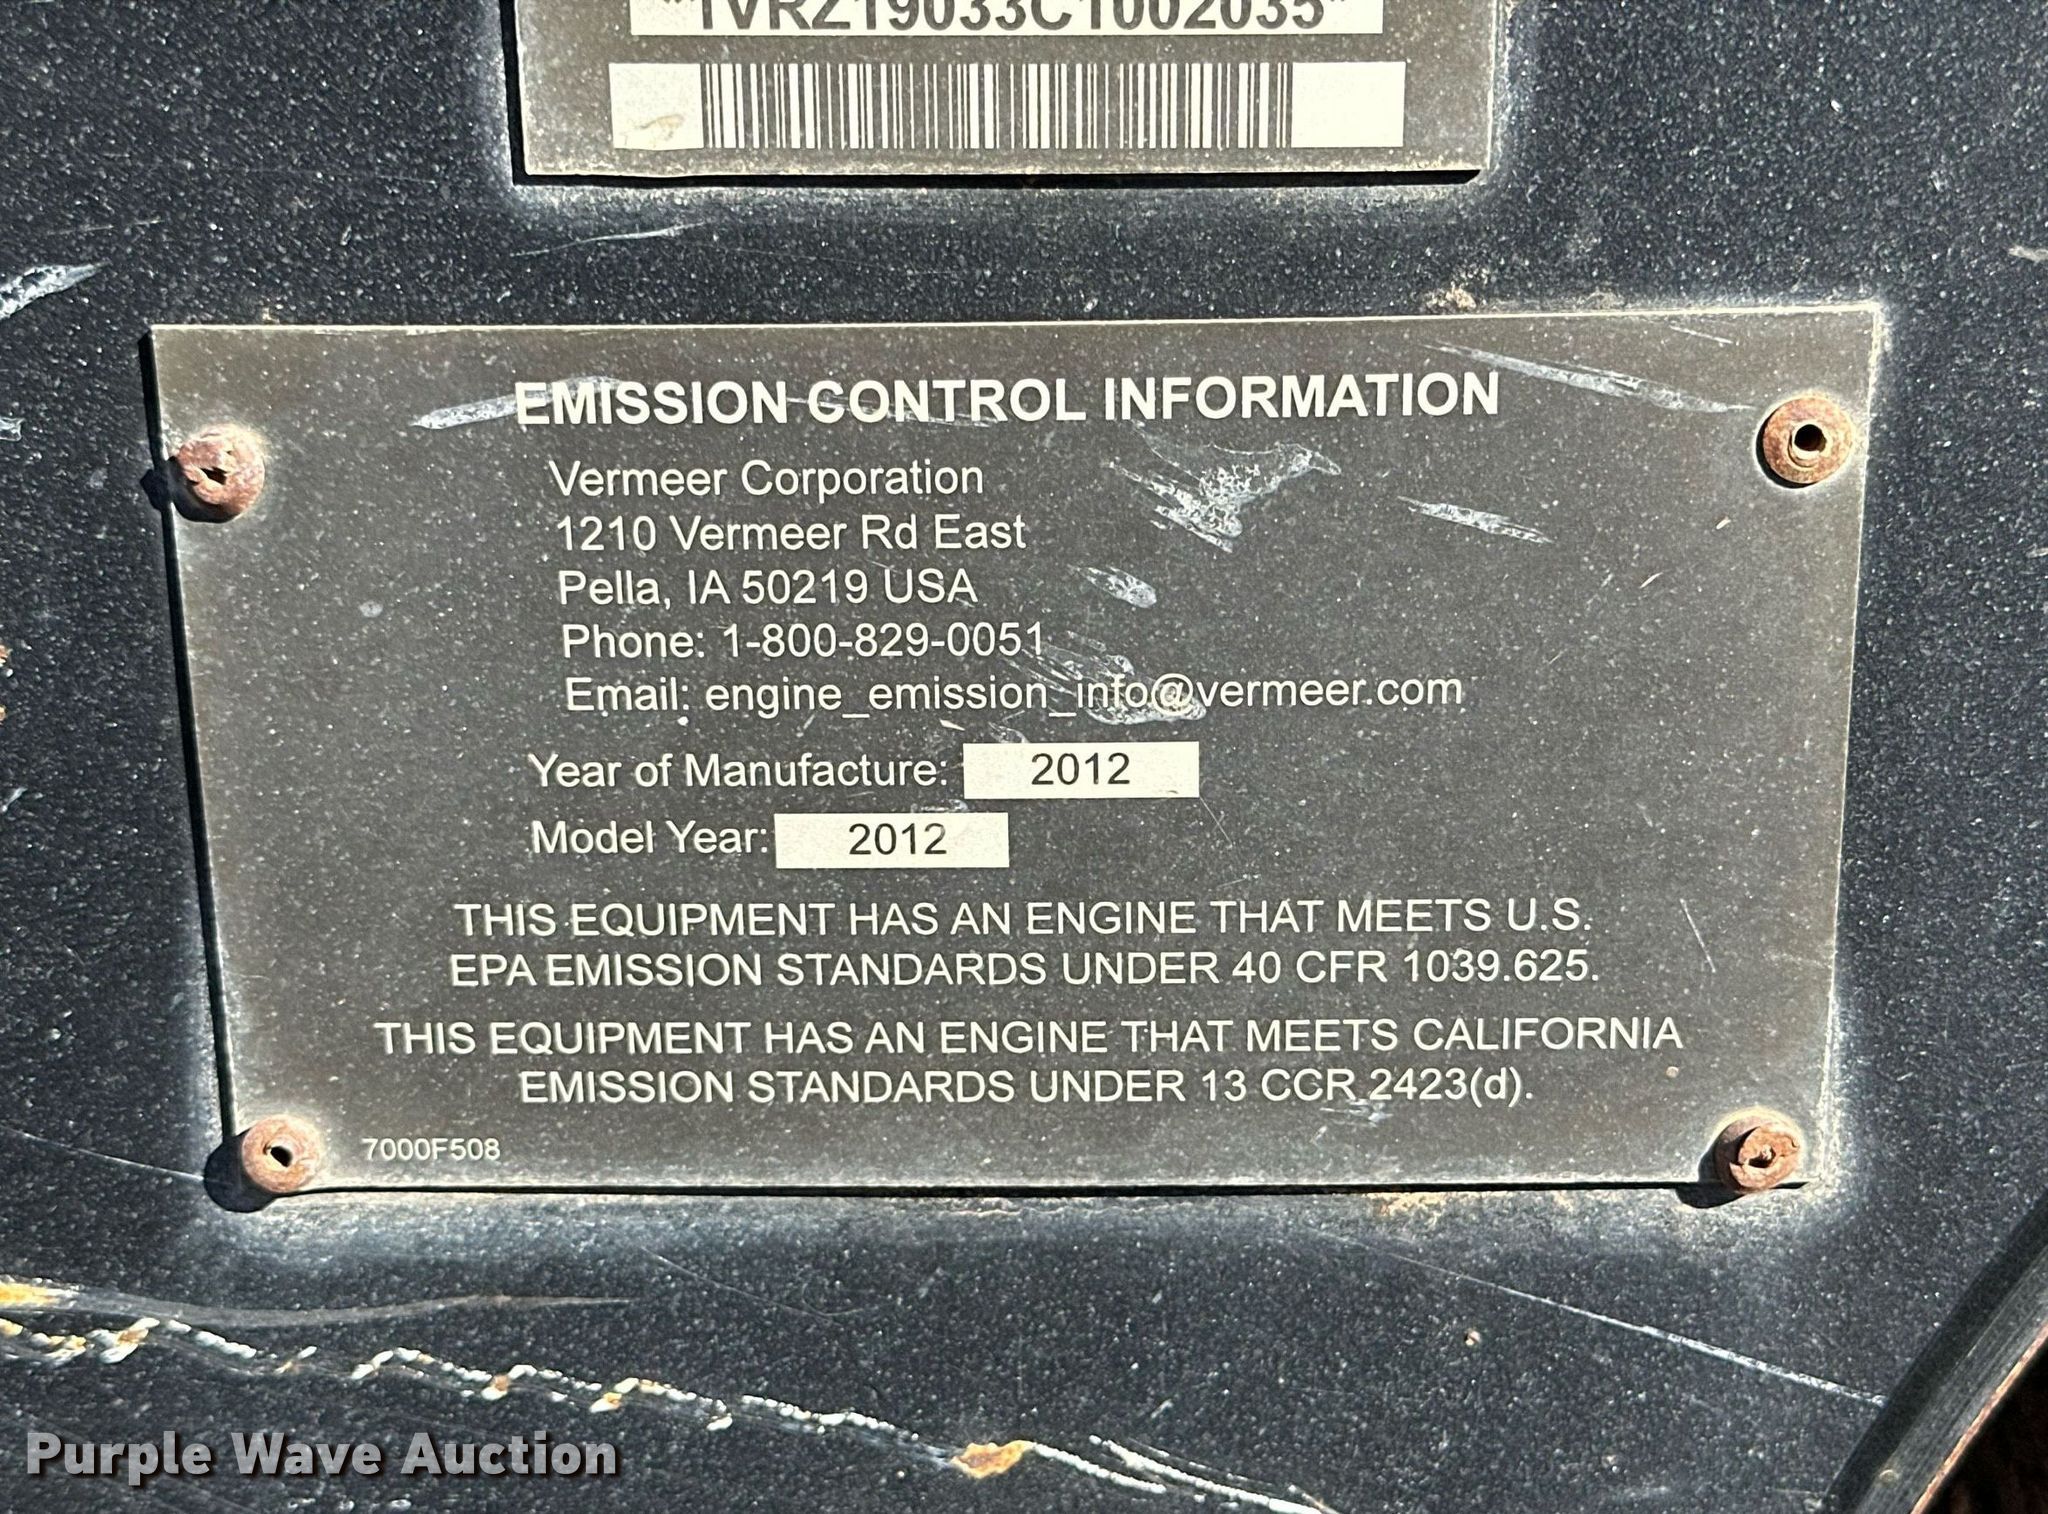 "1VRZ19033C1002035"
EMISSION CONTROL INFORMATION
Vermeer Corporation
1210 Vermeer Rd East
Pella, IA 50219 USA
Phone: 1-800-829-0051
Email: engine_emission_info@vermeer.com
Year of Manufacture: 2012
Model Year: 2012
THIS EQUIPMENT HAS AN ENGINE THAT MEETS U.S.
EPA EMISSION STANDARDS UNDER 40 CFR 1039.625.
THIS EQUIPMENT HAS AN ENGINE THAT MEETS CALIFORNIA
EMISSION STANDARDS UNDER 13 CCR 2423(d).
7000F508
Purple Wave Auction